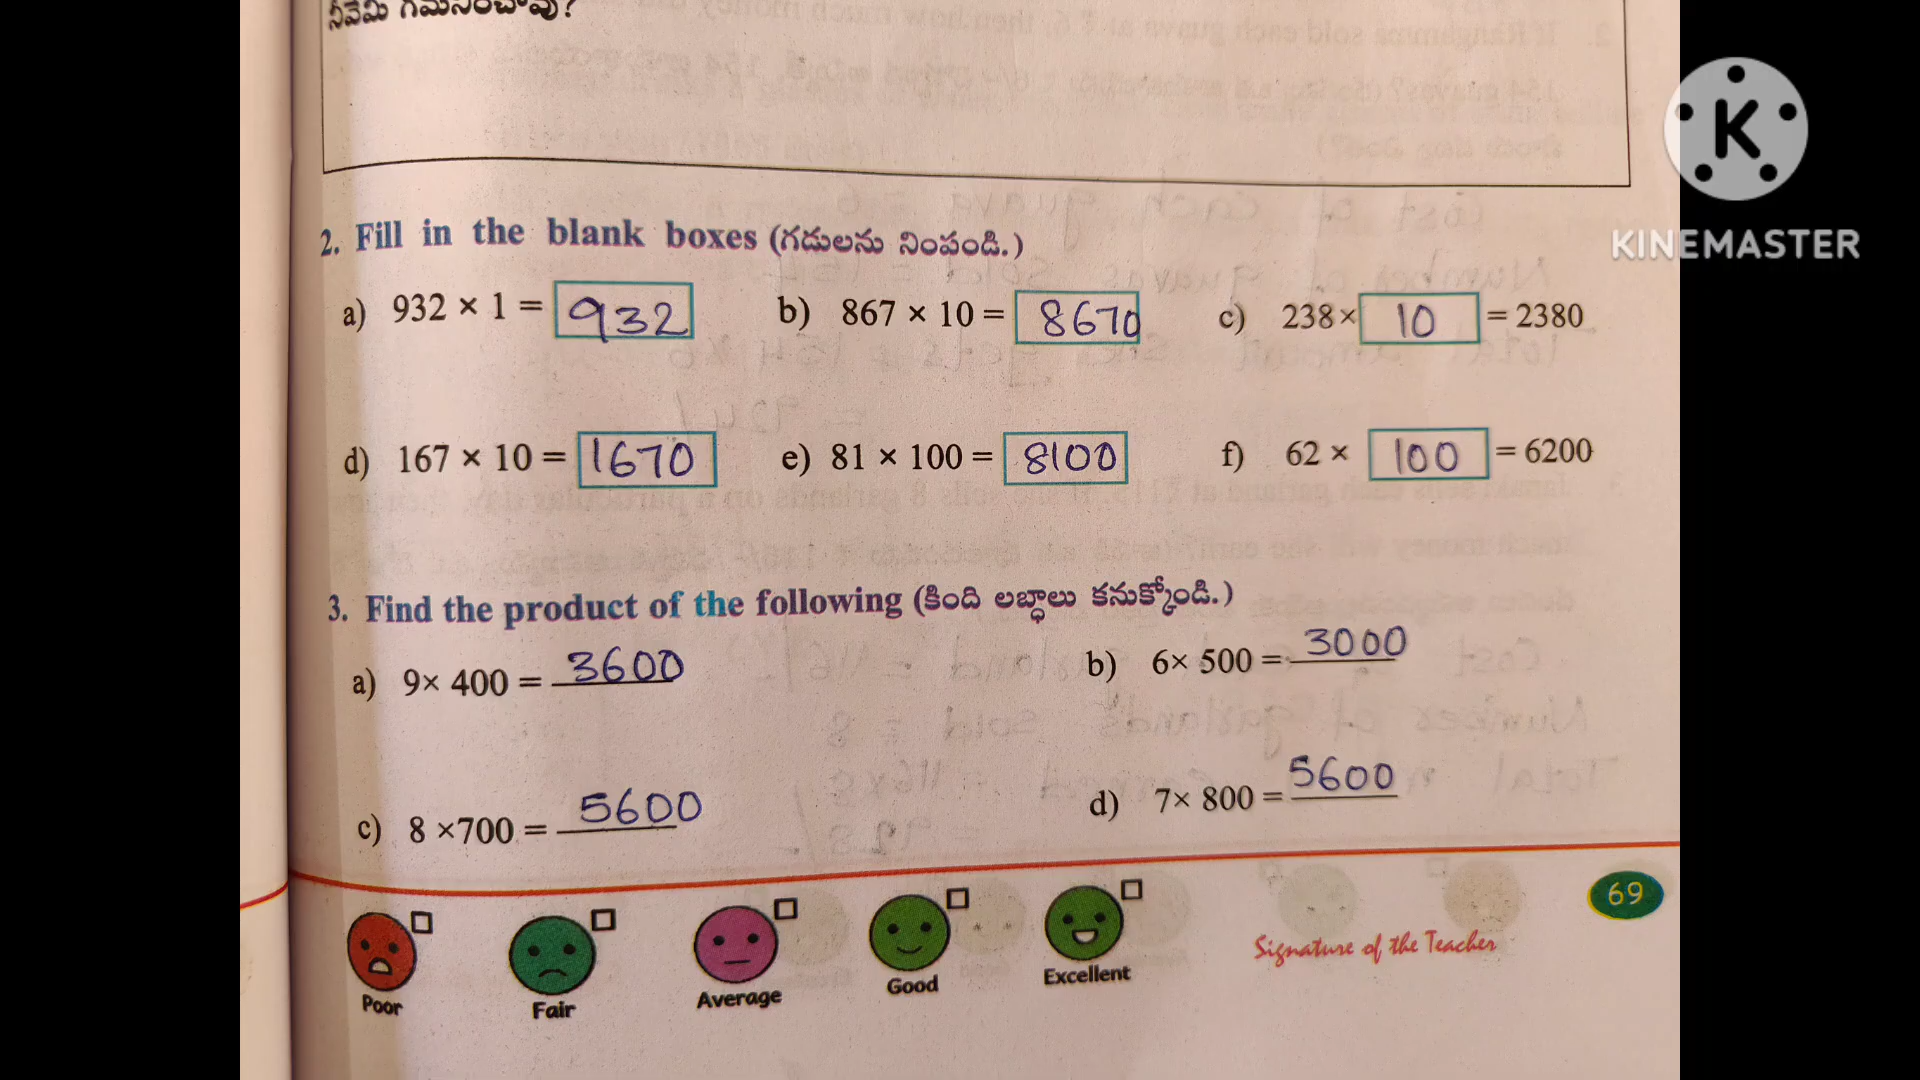 నీవేమి గమనించావు?
2. Fill in the blank boxes (గడులను నింపండి.)
a) 932 × 1 = 932 b) 867 × 10 = 8670 c) 238 × 10 = 2380
d) 167 × 10 = 1670 e) 81 × 100 = 8100 f) 62 × 100 = 6200
3. Find the product of the following (కింది లబ్ధాలు కనుక్కోండి.)
a) 9× 400 = 3600 b) 6× 500 = 3000
c) 8 ×700 = 5600 d) 7× 800 = 5600
Poor Fair Average Good Excellent Signature of the Teacher 69
K
KINEMASTER